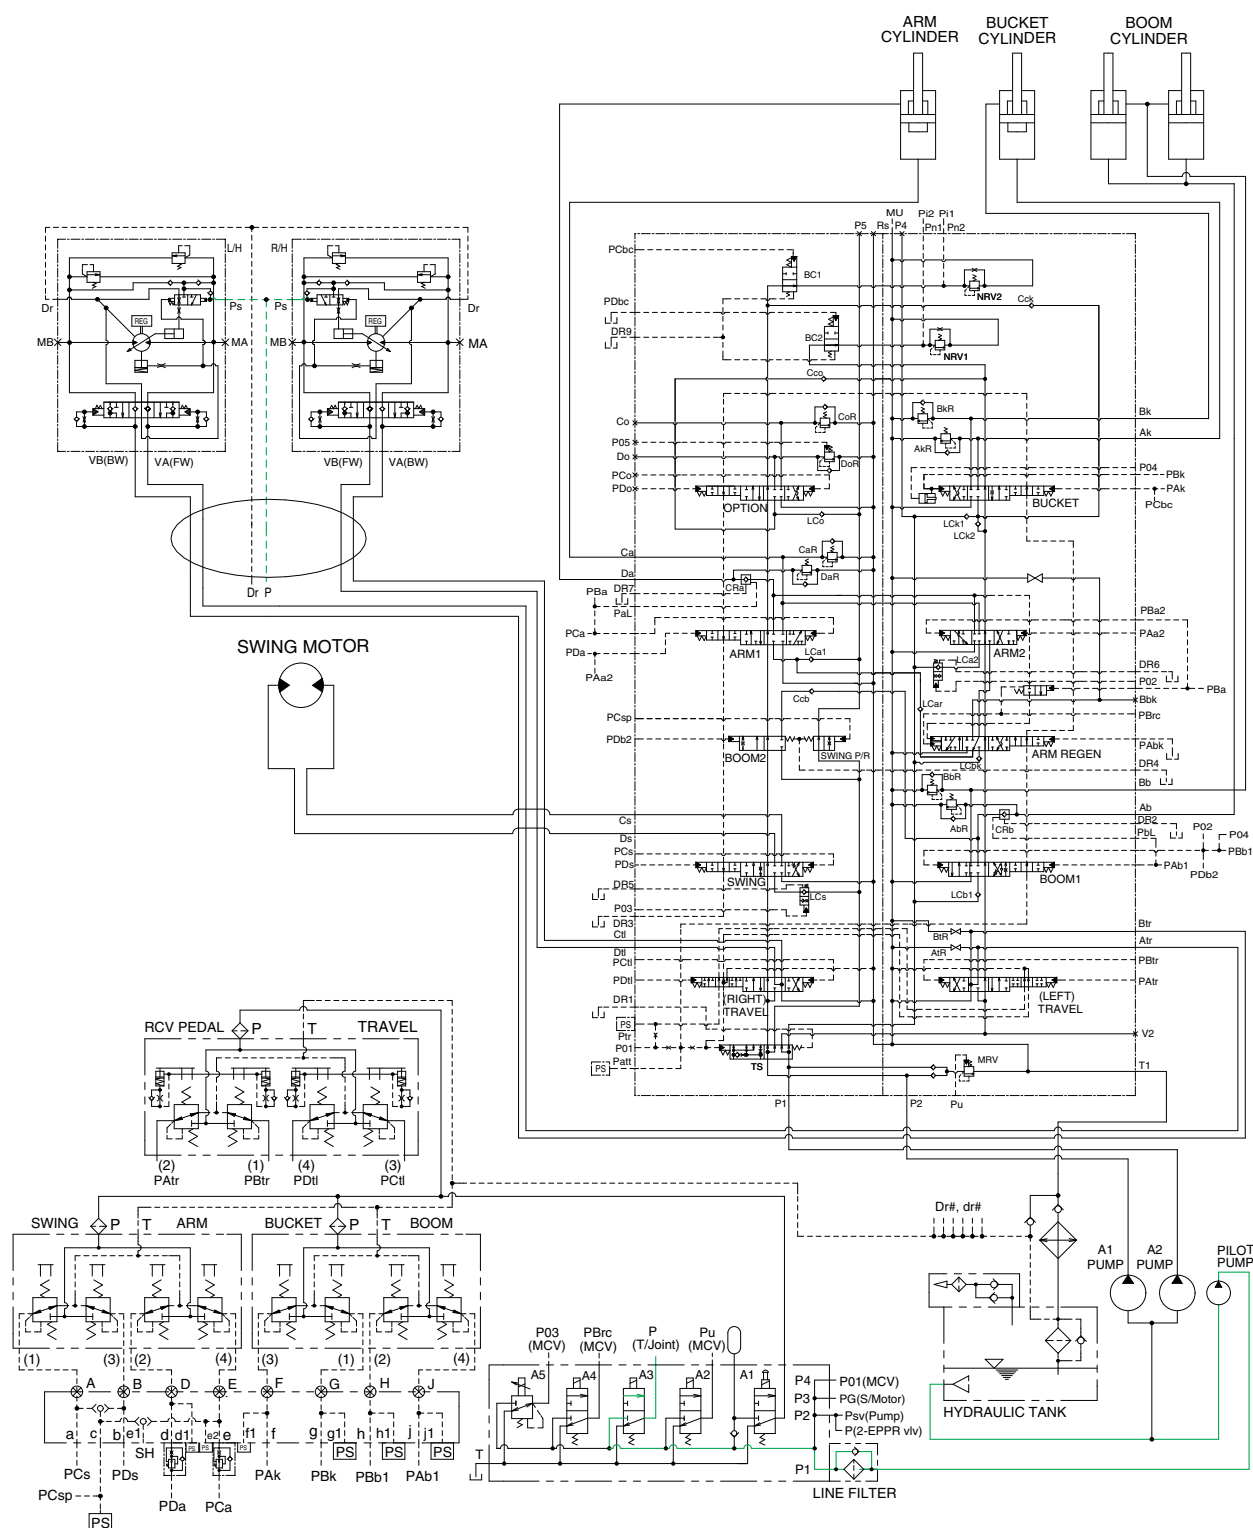 ARM
CYLINDER
BUCKET
CYLINDER
BOOM
CYLINDER
MU
Pi2
Pi1
P5
Rs
P4
Pn1
Pn2
PCbc
BC1
NRV2
Cck
PDbc
DR9
BC2
NRV1
Cco
L/H
R/H
Dr
Ps
Ps
Dr
REG
REG
MB
MA
MB
MA
VB(BW)
VA(FW)
VB(FW)
VA(BW)
Dr
P
Co
CoR
BkR
Bk
P05
AkR
Ak
Do
DoR
P04
PCo
PBk
PDo
PAk
OPTION
BUCKET
PCbc
LCo
LCk1
LCk2
Ca
CaR
Da
DaR
DR7
CRa
PBa
PaL
PBa2
PCa
PAa2
ARM1
ARM2
PDa
LCa1
LCa2
DR6
PAa2
P02
PBa
Ccb
LCar
Bbk
PCsp
PBrc
PDb2
PAbk
BOOM2
SWING P/R
ARM REGEN
LCbk
DR4
BbR
Bb
SWING MOTOR
AbR
CRb
Ab
DR2
Cs
PbL
P02
P04
Ds
PBb1
PCs
PDs
PAb1
PDb2
SWING
BOOM1
DR5
LCs
LCb1
P03
DR3
Btr
Ctl
BtR
Atr
Dtl
AtR
PCtl
PBtr
PDtl
PAtr
(RIGHT)
TRAVEL
(LEFT)
TRAVEL
DR1
PS
Ptr
V2
P01
Patt
TS
MRV
T1
PS
P1
P2
Pu
RCV PEDAL
P
T
TRAVEL
(2)
(1)
(4)
(3)
PAtr
PBtr
PDtl
PCtl
SWING
P
T
ARM
BUCKET
P
T
BOOM
(1)
(3)
(2)
(4)
(3)
(1)
(2)
(4)
A
B
D
E
F
G
H
J
a
c
b
e1
SH
d
d1
PS
PS
e2
e
f1
f
g
g1
PS
h
h1
PS
j
j1
PS
PCs
PDs
PDa
PCa
PAk
PBk
PBb1
PAb1
PCsp
PS
P03
(MCV)
PBrc
(MCV)
P
(T/Joint)
Pu
(MCV)
A5
A4
A3
A2
A1
P4
P01(MCV)
P3
PG(S/Motor)
P2
Psv(Pump)
P(2-EPPR vlv)
T
P1
LINE FILTER
Dr#, dr#
A1
PUMP
A2
PUMP
PILOT
PUMP
HYDRAULIC TANK